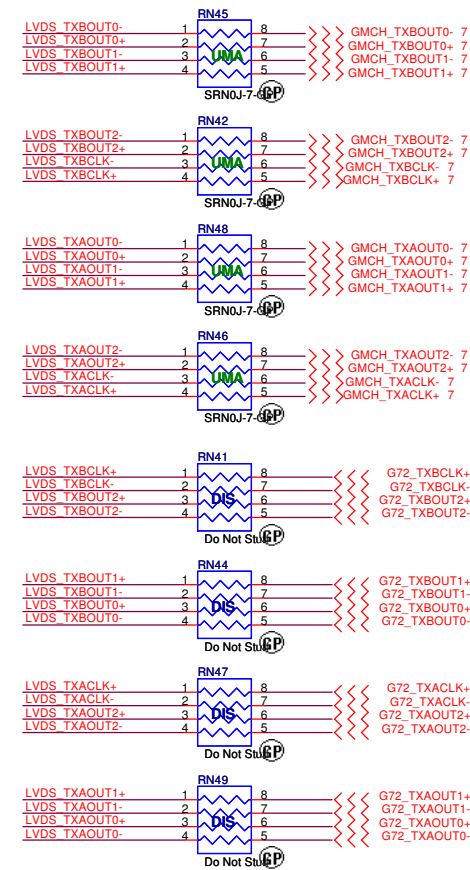 RN45
LVDS_TXBOUT0- 1 8 GMCH_TXBOUT0- 7
LVDS_TXBOUT0+ 2 7 GMCH_TXBOUT0+ 7
LVDS_TXBOUT1- 3 UMA 6 GMCH_TXBOUT1- 7
LVDS_TXBOUT1+ 4 5 GMCH_TXBOUT1+ 7
SRN0J-7-GP GP
RN42
LVDS_TXBOUT2- 1 8 GMCH_TXBOUT2- 7
LVDS_TXBOUT2+ 2 7 GMCH_TXBOUT2+ 7
LVDS_TXBCLK- 3 UMA 6 GMCH_TXBCLK- 7
LVDS_TXBCLK+ 4 5 GMCH_TXBCLK+ 7
SRN0J-7-GP GP
RN48
LVDS_TXAOUT0- 1 8 GMCH_TXAOUT0- 7
LVDS_TXAOUT0+ 2 7 GMCH_TXAOUT0+ 7
LVDS_TXAOUT1- 3 UMA 6 GMCH_TXAOUT1- 7
LVDS_TXAOUT1+ 4 5 GMCH_TXAOUT1+ 7
SRN0J-7-GP GP
RN46
LVDS_TXAOUT2- 1 8 GMCH_TXAOUT2- 7
LVDS_TXAOUT2+ 2 7 GMCH_TXAOUT2+ 7
LVDS_TXACLK- 3 UMA 6 GMCH_TXACLK- 7
LVDS_TXACLK+ 4 5 GMCH_TXACLK+ 7
SRN0J-7-GP GP
RN41
LVDS_TXBCLK+ 1 8 G72_TXBCLK+
LVDS_TXBCLK- 2 7 G72_TXBCLK-
LVDS_TXBOUT2+ 3 DIS 6 G72_TXBOUT2+
LVDS_TXBOUT2- 4 5 G72_TXBOUT2-
Do Not Stuff GP
RN44
LVDS_TXBOUT1+ 1 8 G72_TXBOUT1+
LVDS_TXBOUT1- 2 7 G72_TXBOUT1-
LVDS_TXBOUT0+ 3 DIS 6 G72_TXBOUT0+
LVDS_TXBOUT0- 4 5 G72_TXBOUT0-
Do Not Stuff GP
RN47
LVDS_TXACLK+ 1 8 G72_TXACLK+
LVDS_TXACLK- 2 7 G72_TXACLK-
LVDS_TXAOUT2+ 3 DIS 6 G72_TXAOUT2+
LVDS_TXAOUT2- 4 5 G72_TXAOUT2-
Do Not Stuff GP
RN49
LVDS_TXAOUT1+ 1 8 G72_TXAOUT1+
LVDS_TXAOUT1- 2 7 G72_TXAOUT1-
LVDS_TXAOUT0+ 3 DIS 6 G72_TXAOUT0+
LVDS_TXAOUT0- 4 5 G72_TXAOUT0-
Do Not Stuff GP